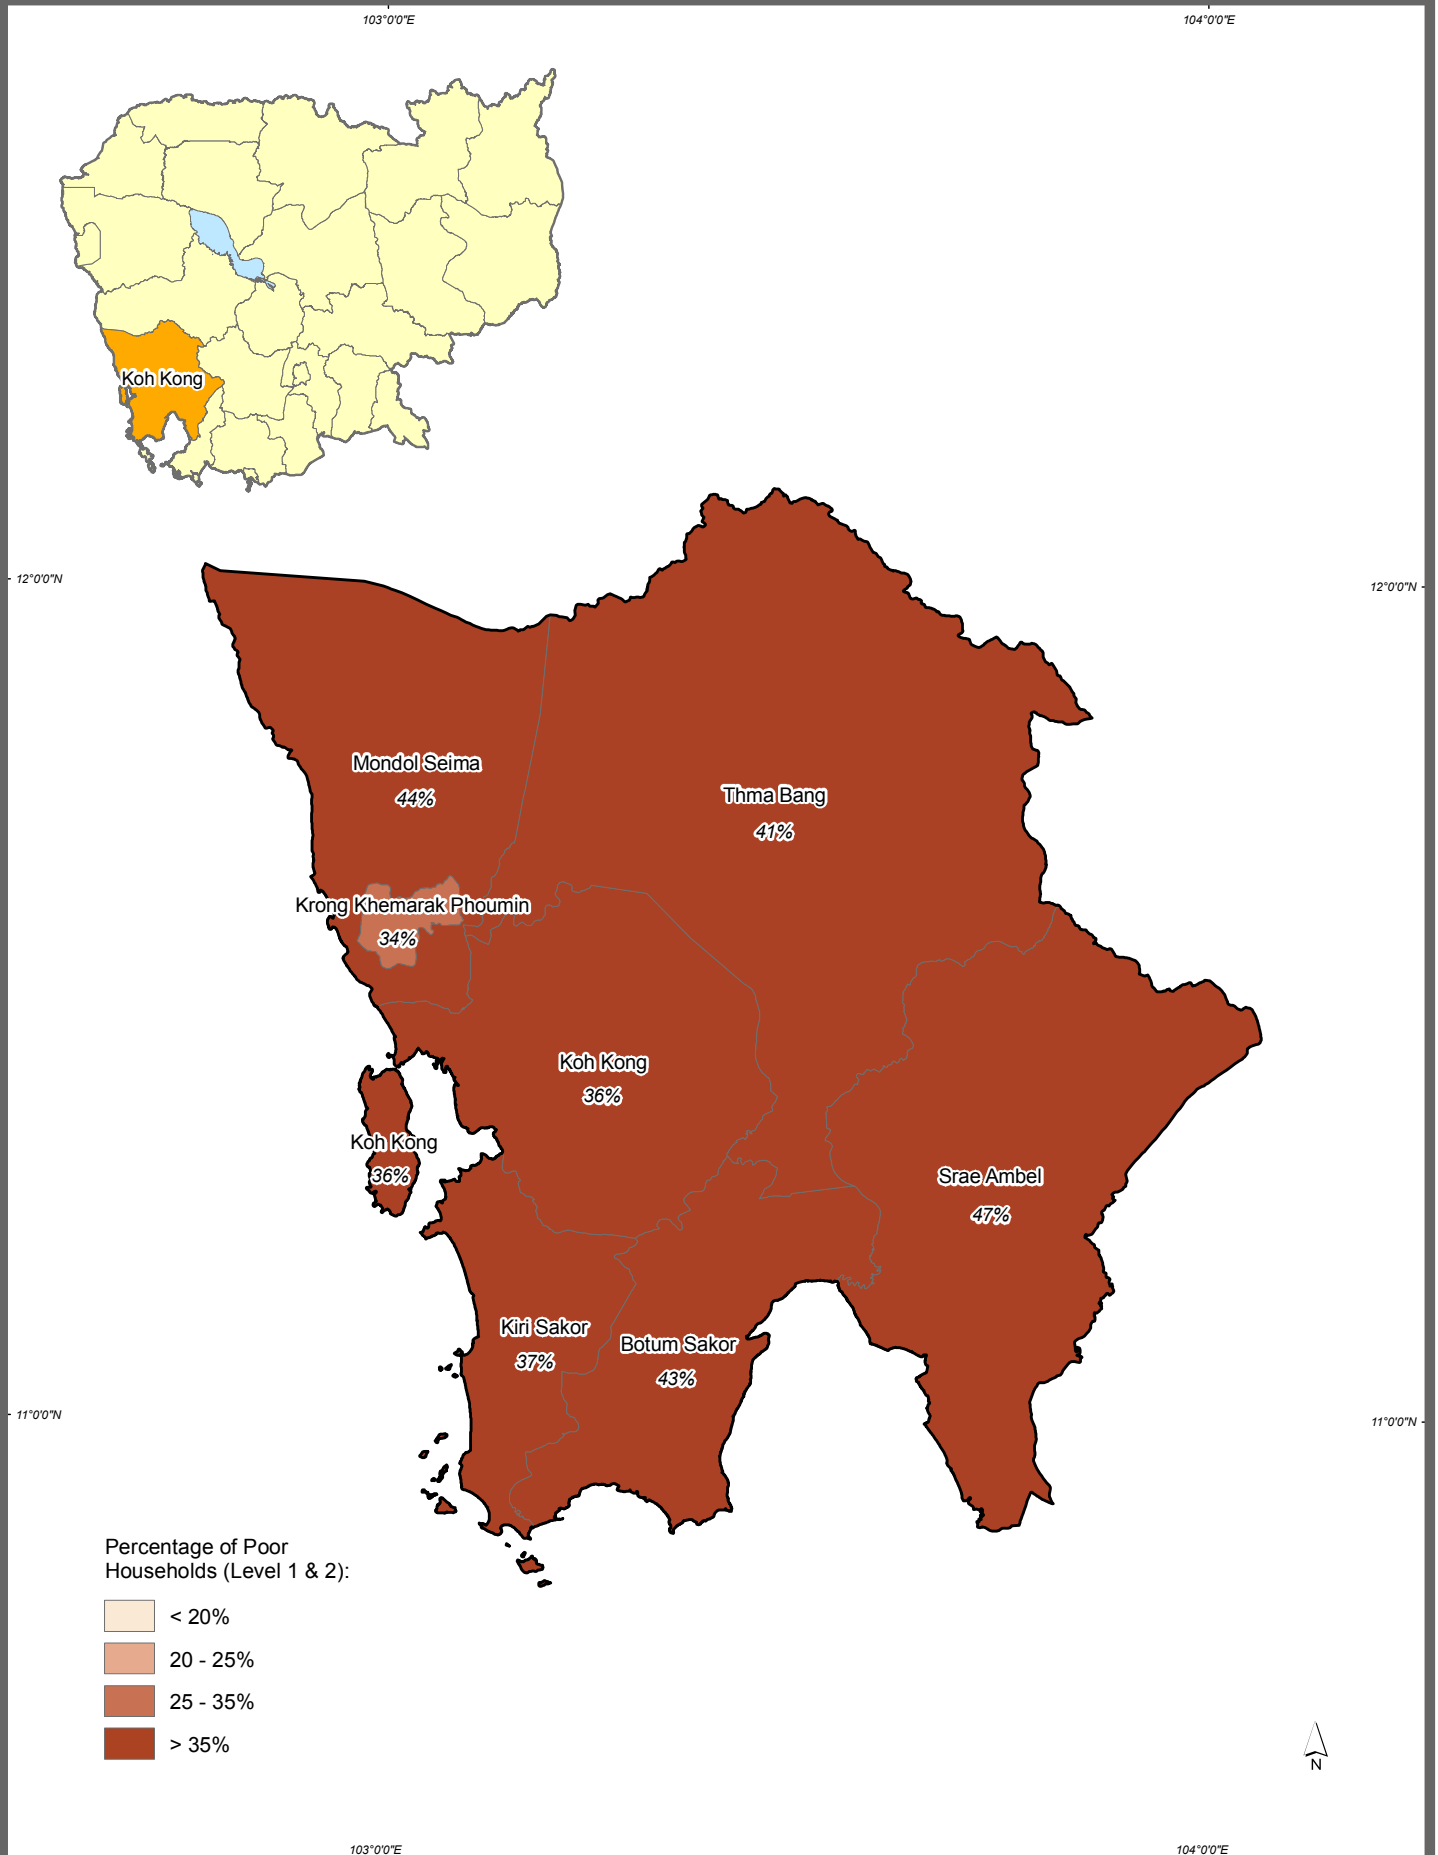 103°0'0"E
104°0'0"E
Koh Kong
12°0'0"N
12°0'0"N
Mondol Seima
44%
Thma Bang
41%
Krong Khemarak Phoumin
34%
Koh Kong
36%
Koh Kong
36%
Srae Ambel
47%
Kiri Sakor
37%
Botum Sakor
43%
11°0'0"N
11°0'0"N
Percentage of Poor
Households (Level 1 & 2):
< 20%
20 - 25%
25 - 35%
> 35%
N
103°0'0"E
104°0'0"E